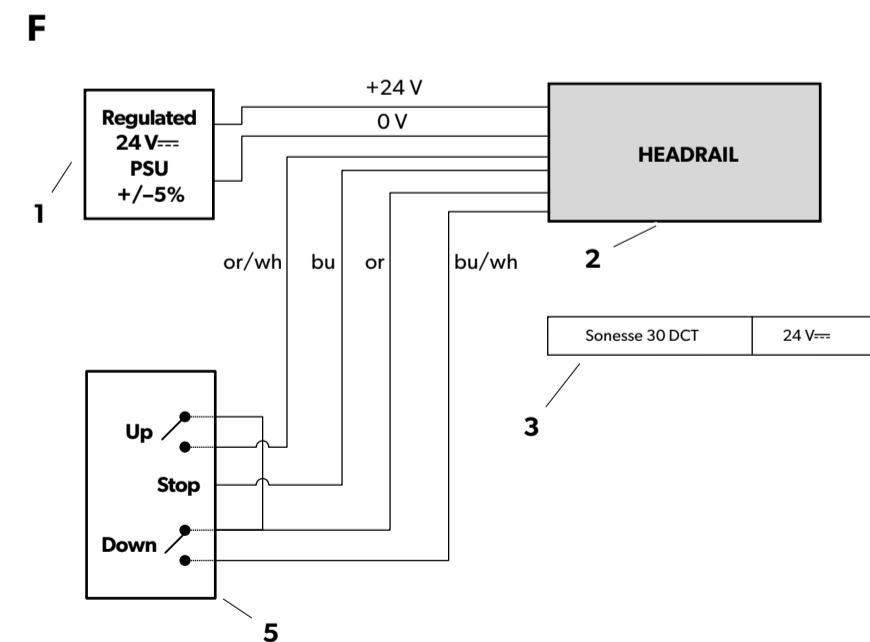 F
+24 V
0 V
Regulated
24 V⎓
PSU
+/–5%
HEADRAIL
1
2
or/wh
bu
or
bu/wh
Sonesse 30 DCT
24 V⎓
3
Up
Stop
Down
5